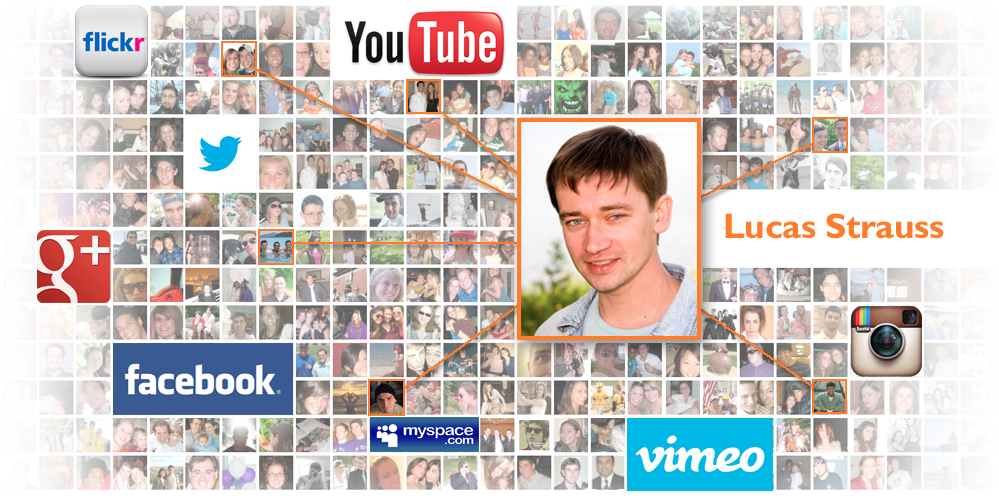 flickr
YouTube
Lucas Strauss
g+
facebook
myspace
.com
vimeo